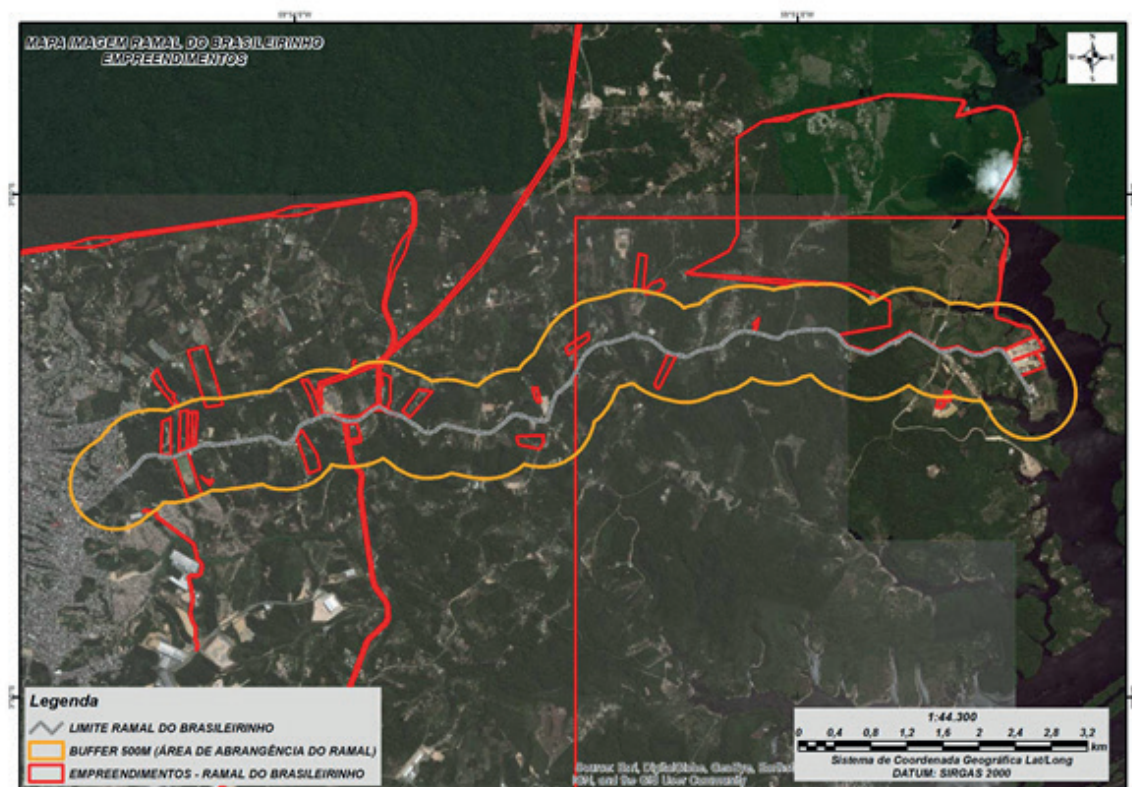 MAPA IMAGEM RAMAL DO BRASILEIRINHO
EMPREENDIMENTOS
N
Legenda
LIMITE RAMAL DO BRASILEIRINHO
BUFFER 500M (ÁREA DE ABRANGÊNCIA DO RAMAL)
EMPREENDIMENTOS - RAMAL DO BRASILEIRINHO
1:44.300
0 0,4 0,8 1,2 1,6 2 2,4 2,8 3,2
km
Sistema de Coordenada Geográfica Lat/Long
DATUM: SIRGAS 2000
Source: Esri, DigitalGlobe, GeoEye,
IGN, and the GIS User Community